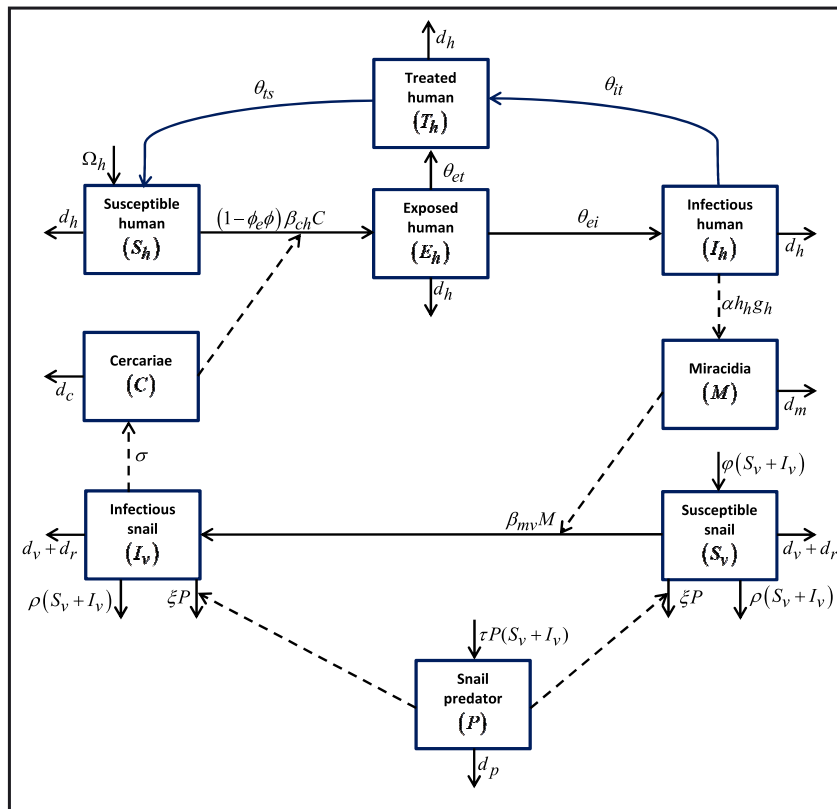 d_h
Treated
human
(T_h)
θ_ts
θ_it
Ω_h
θ_et
Susceptible
human
(S_h)
d_h
(1−ϕ_eϕ)β_ch C
Exposed
human
(E_h)
θ_ei
Infectious
human
(I_h)
d_h
d_h
αh_h g_h
Cercariae
(C)
d_c
Miracidia
(M)
d_m
σ
φ(S_v + I_v)
Infectious
snail
(I_v)
d_v + d_r
β_mv M
Susceptible
snail
(S_v)
d_v + d_r
ρ(S_v + I_v)
ξP
ξP
ρ(S_v + I_v)
τP(S_v + I_v)
Snail
predator
(P)
d_p